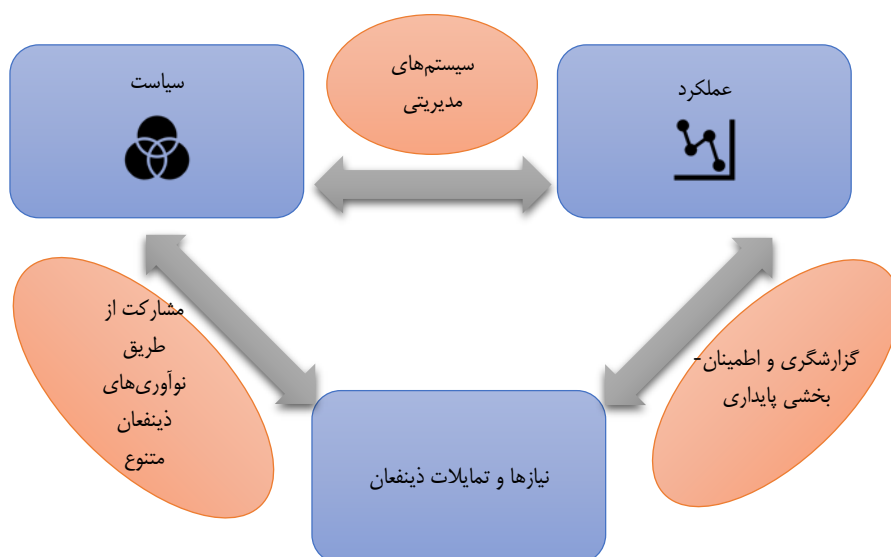 سیاست
سیستم‌های
مدیریتی
عملکرد
مشارکت از
طریق
نوآوری‌های
ذینفعان
متنوع
گزارشگری و اطمینان-
بخشی پایداری
نیازها و تمایلات ذینفعان